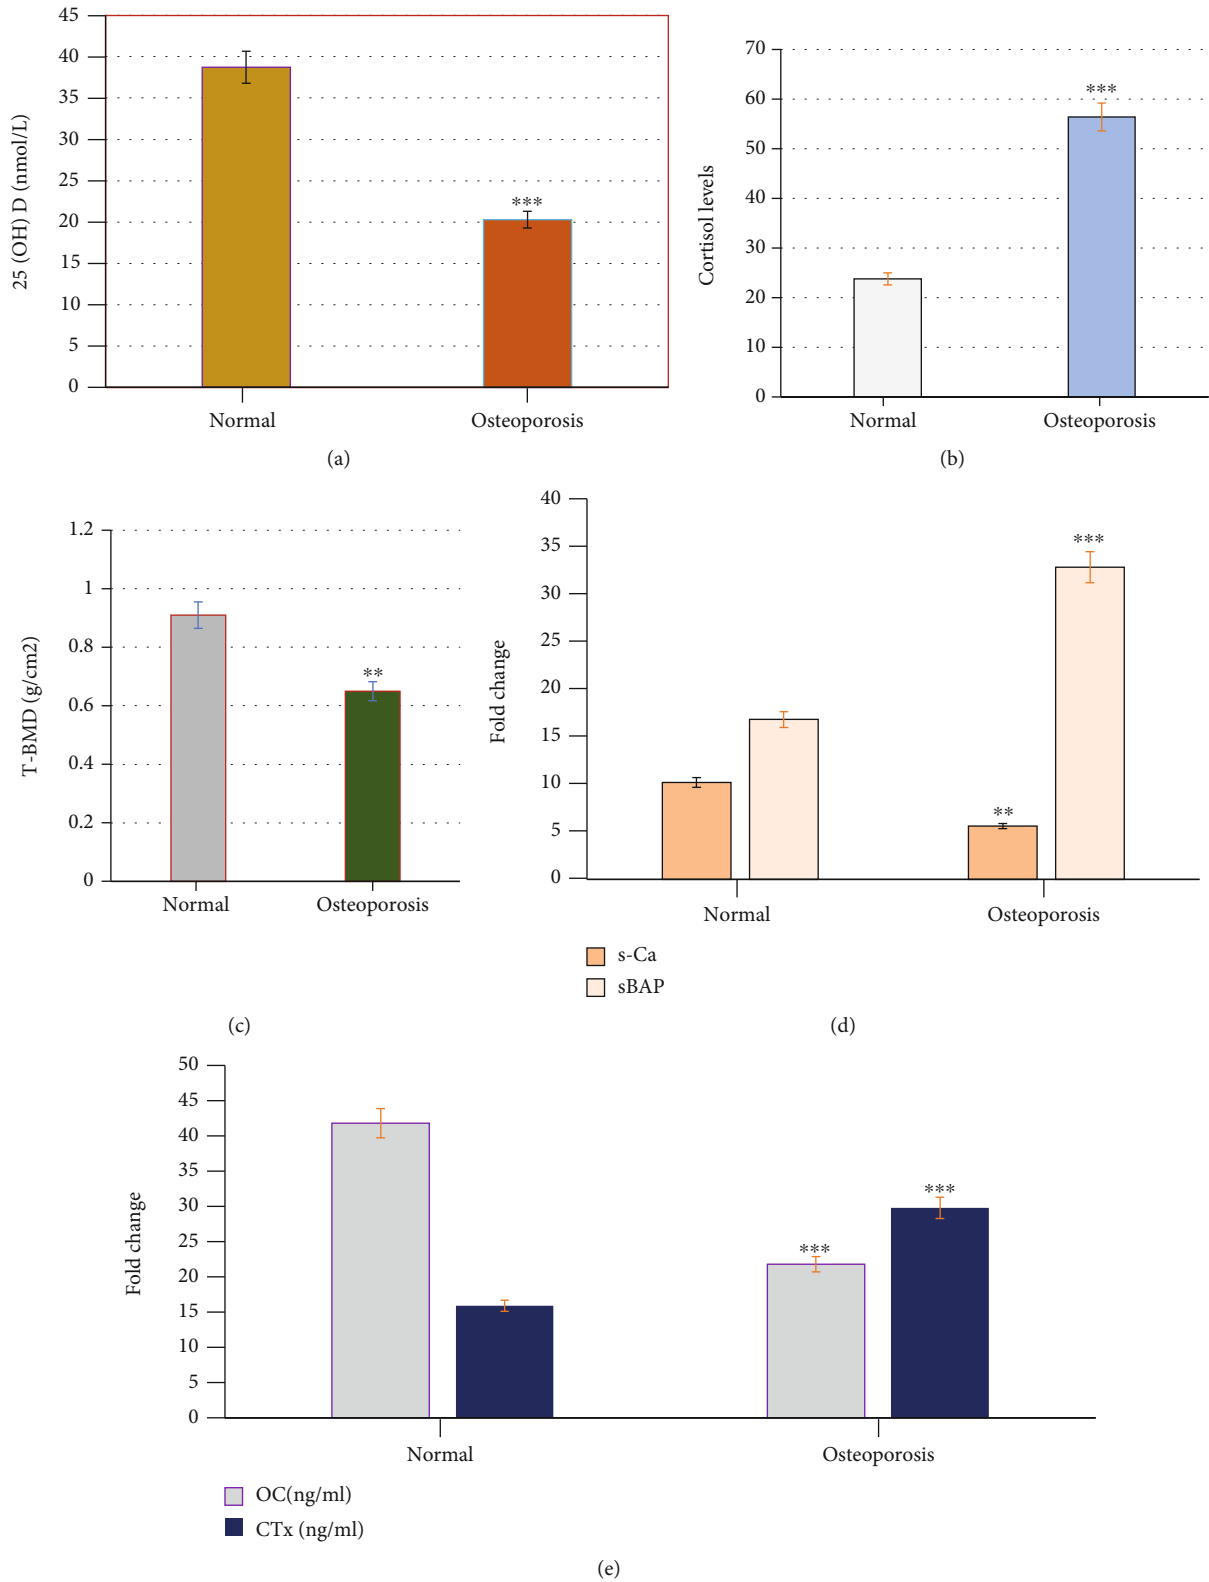 45
40
35
30
25
20
15
10
5
0
25 (OH) D (nmol/L)
***
Normal
Osteoporosis
(a)
70
60
50
40
30
20
10
0
Cortisol levels
***
Normal
Osteoporosis
(b)
1.2
1
0.8
0.6
0.4
0.2
0
T-BMD (g/cm2)
**
Normal
Osteoporosis
(c)
40
35
30
25
20
15
10
5
0
Fold change
**
***
Normal
Osteoporosis
s-Ca
sBAP
(d)
50
45
40
35
30
25
20
15
10
5
0
Fold change
***
***
Normal
Osteoporosis
OC(ng/ml)
CTx (ng/ml)
(e)